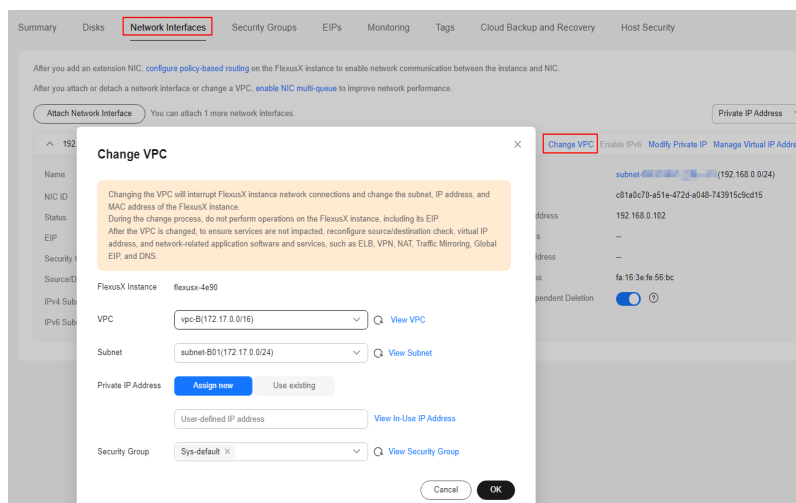 Summary Disks Network Interfaces Security Groups EIPs Monitoring Tags Cloud Backup and Recovery Host Security
After you add an extension NIC, configure policy-based routing on the FlexusX instance to enable network communication between the instance and NIC.
After you attach or detach a network interface or change a VPC, enable NIC multi-queue to improve network performance.
Attach Network Interface You can attach 1 more network interfaces. Private IP Address
192. Change VPC Enable IPv6 Modify Private IP Manage Virtual IP Addre
Name subnet- (192.168.0.0/24)
NIC ID c81a0c70-a51e-472d-a048-743915c9cd15
Status ddress 192.168.0.102
EIP s --
Security ddress --
Source/D ss fa:16:3e:fe:56:bc
IPv4 Sub pendent Deletion
IPv6 Sub
Change VPC
Changing the VPC will interrupt FlexusX instance network connections and change the subnet, IP address, and
MAC address of the FlexusX instance.
During the change process, do not perform operations on the FlexusX instance, including its EIP.
After the VPC is changed, to ensure services are not impacted, reconfigure source/destination check, virtual IP
address, and network-related application software and services, such as ELB, VPN, NAT, Traffic Mirroring, Global
EIP, and DNS.
FlexusX Instance flexusx-4e90
VPC vpc-B(172.17.0.0/16) View VPC
Subnet subnet-B01(172.17.0.0/24) View Subnet
Private IP Address Assign new Use existing
User-defined IP address View In-Use IP Address
Security Group Sys-default × View Security Group
Cancel OK